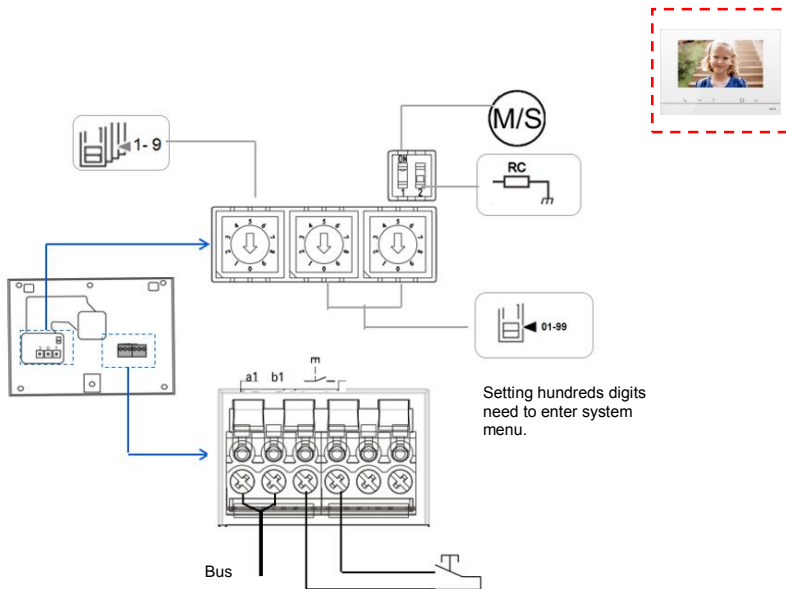 M/S
1- 9
ON
1 2
RC
01-99
a1 b1
Setting hundreds digits
need to enter system
menu.
Bus